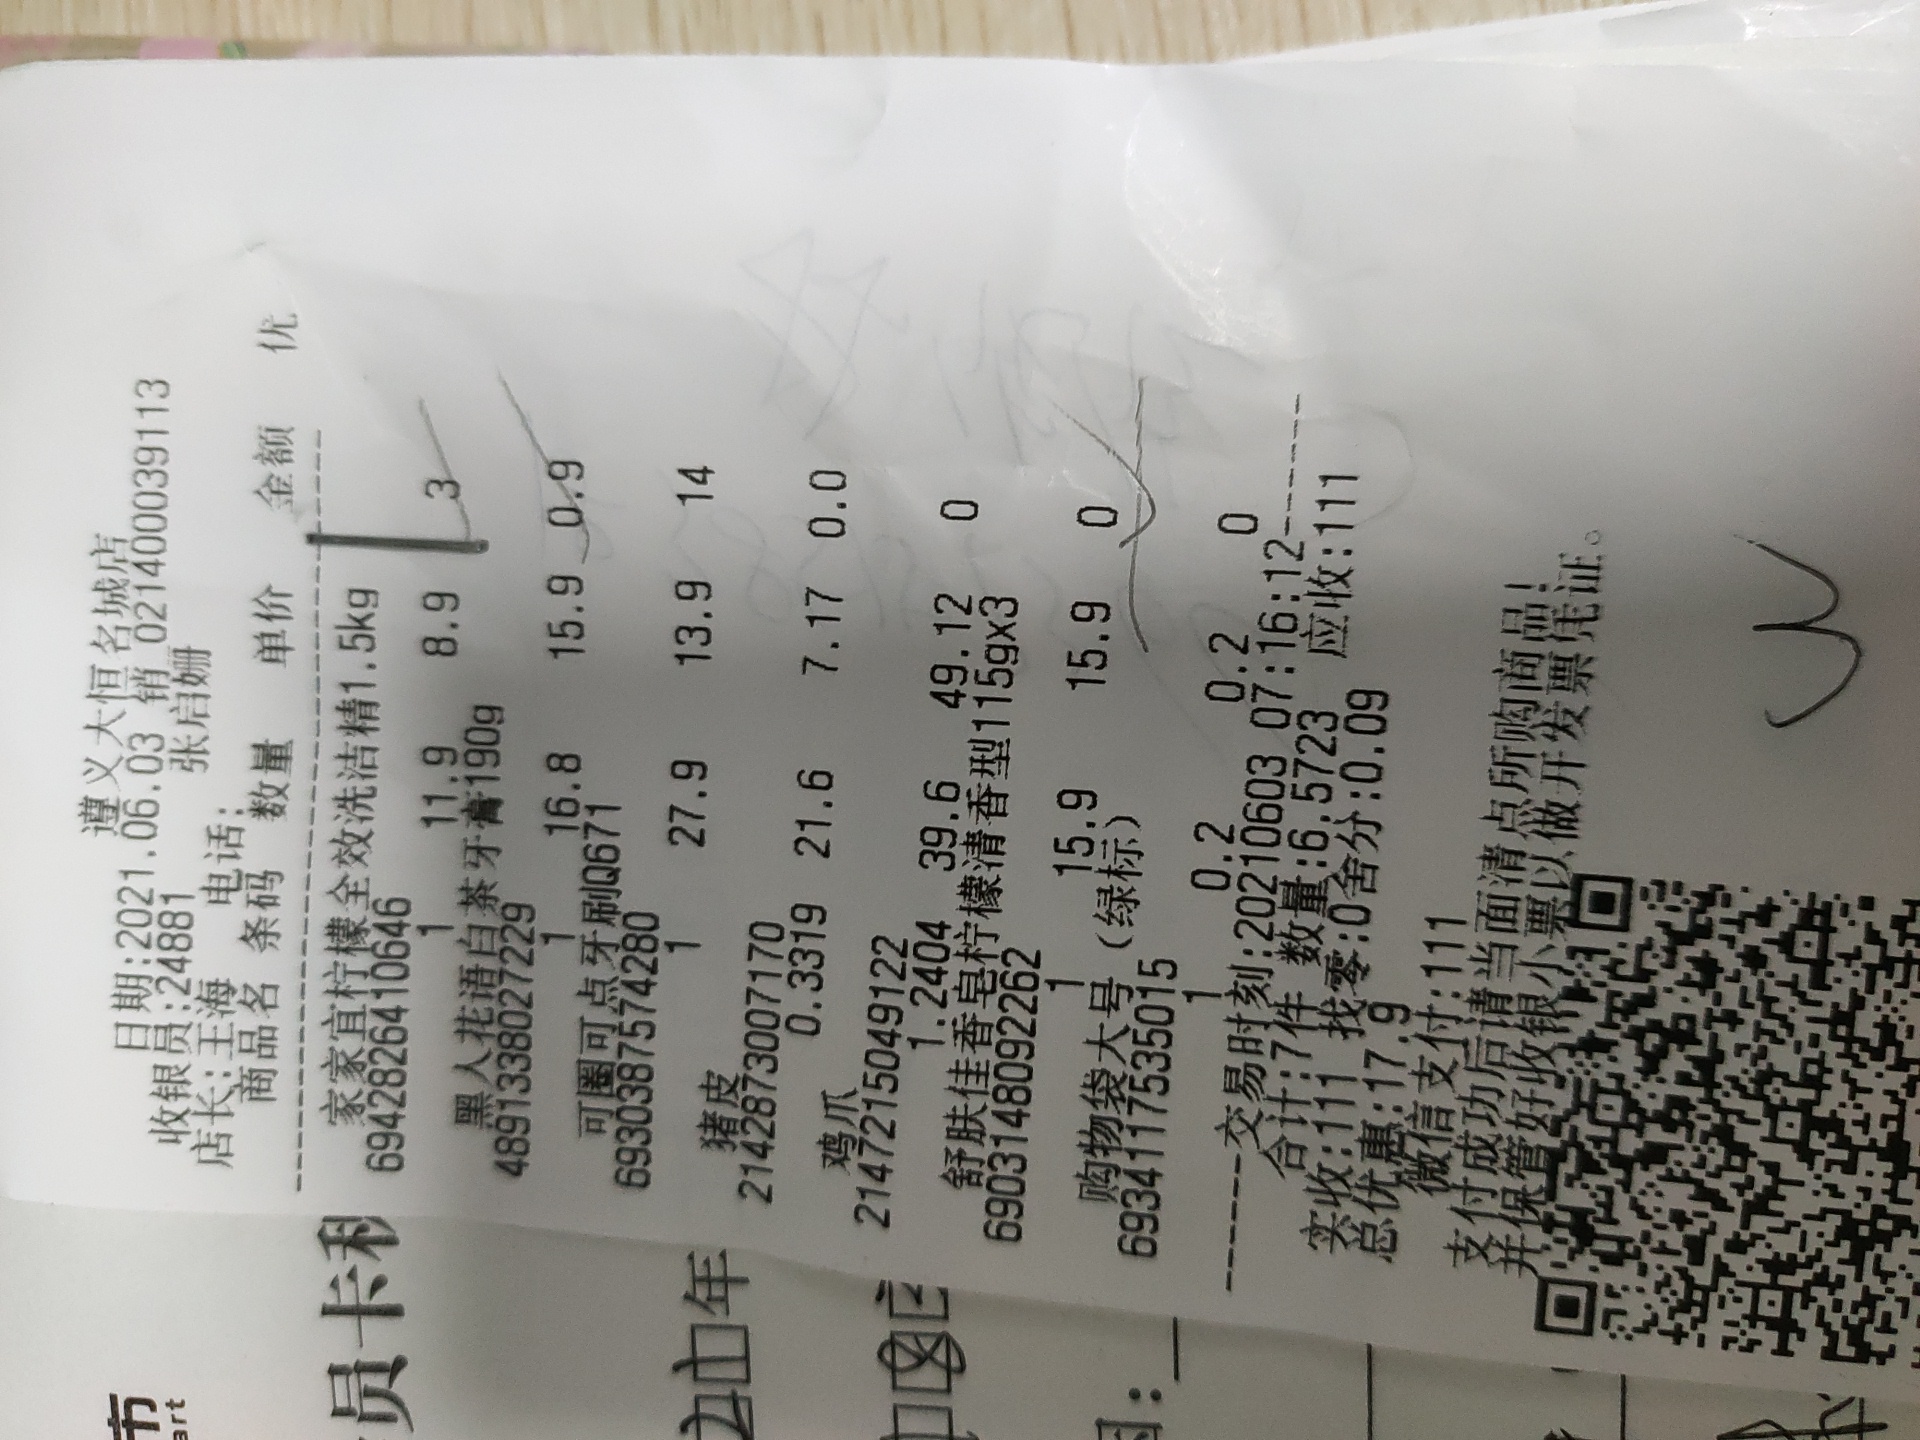 遵义大恒名城店
日期:2021.06.03 销 0214000039113
收银员:24881 张启姗
店长:王海 电话:
商品名 条码 数量 单价 金额 优
家家宜柠檬全效洗洁精1.5kg
6942826410646
1 11.9 8.9 3
黑人花语白茶牙膏190g
4891338027229
1 16.8 15.9 0.9
可圈可点牙刷Q671
6930387574280
1 27.9 13.9 14
猪皮
2142873007170
0.3319 21.6 7.17 0.0
鸡爪
2147215049122
1.2404 39.6 49.12 0
舒肤佳香皂柠檬清香型115gx3
6903148092262
1 15.9 15.9 0
购物袋大号(绿标)
6934117535015
1 0.2 0.2 0
交易时刻:20210603 07:16:12
合计:7件 数量:6.5723 应收:111
实收:111 找零:0舍分:0.09
总优惠:17.9
微信支付:111
支付成功后请当面清点所购商品!
并保管好收银小票以做开发票凭证。
市
art
员卡积
年